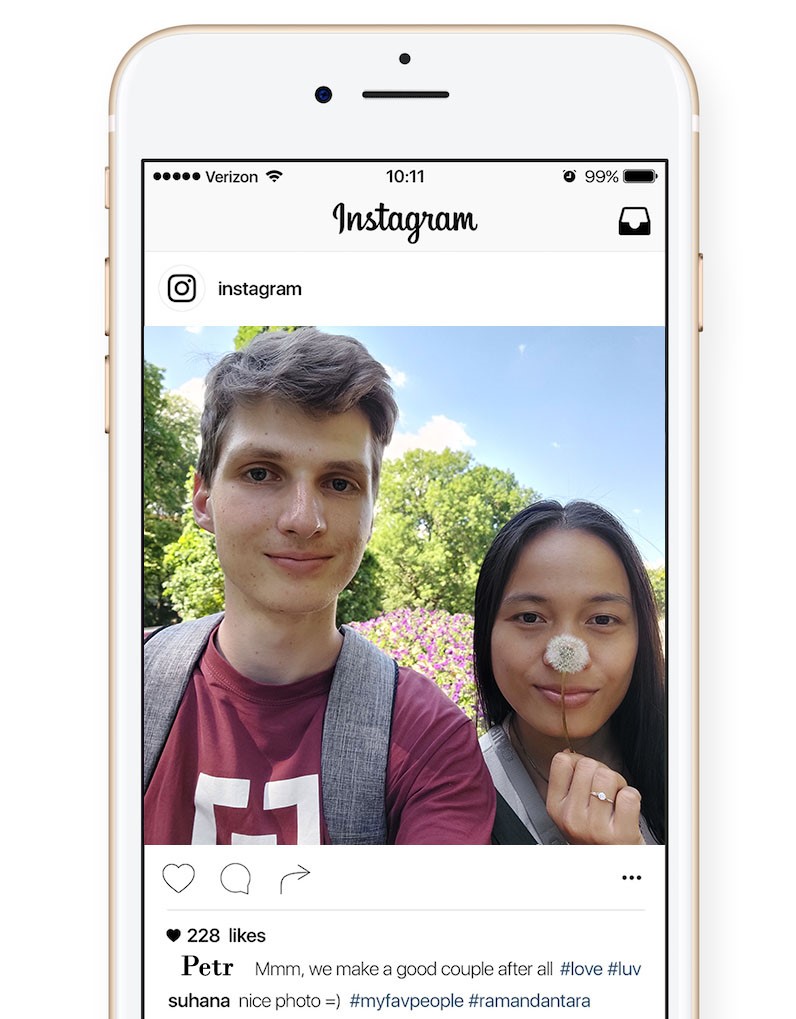 Verizon 10:11 99%
Instagram
instagram
228 likes
Petr Mmm, we make a good couple after all #love #luv
suhana nice photo =) #myfavpeople #ramandantara